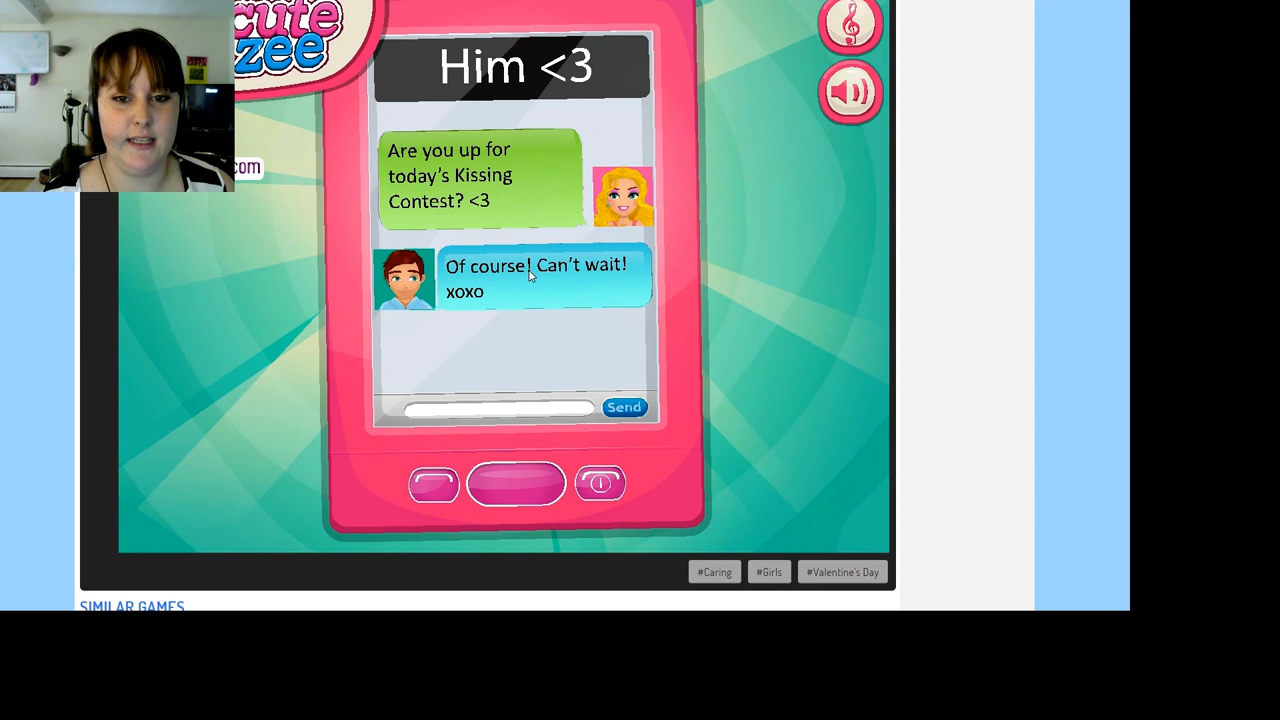 cute
zee
Him <3
.com
Are you up for
today's Kissing
Contest? <3
Of course! Can't wait!
xoxo
Send
#Caring
#Girls
#Valentine's Day
SIMILAR GAMES